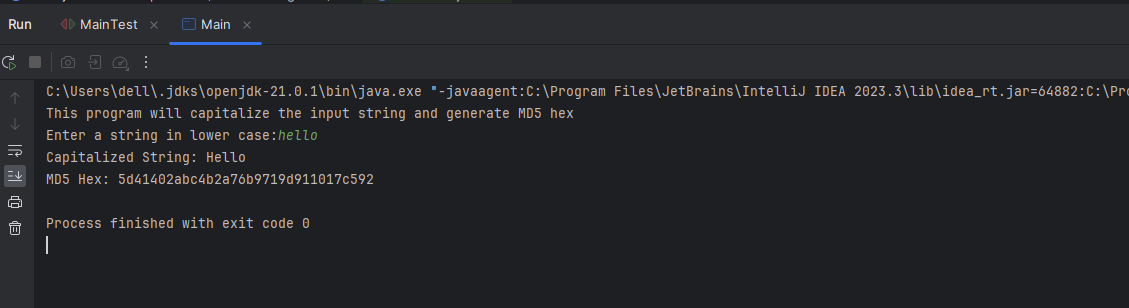 Run MainTest Main
C:\Users\dell\.jdks\openjdk-21.0.1\bin\java.exe "-javaagent:C:\Program Files\JetBrains\IntelliJ IDEA 2023.3\lib\idea_rt.jar=64882:C:\Pro
This program will capitalize the input string and generate MD5 hex
Enter a string in lower case:hello
Capitalized String: Hello
MD5 Hex: 5d41402abc4b2a76b9719d911017c592
Process finished with exit code 0